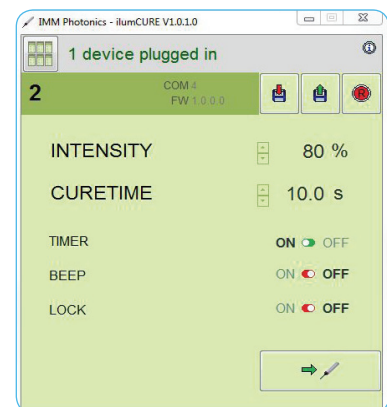 IMM Photonics - ilumCURE V1.0.1.0
1 device plugged in
2
COM 4
FW 1.0.0.0
R
INTENSITY 80 %
CURETIME 10.0 s
TIMER ON OFF
BEEP ON OFF
LOCK ON OFF